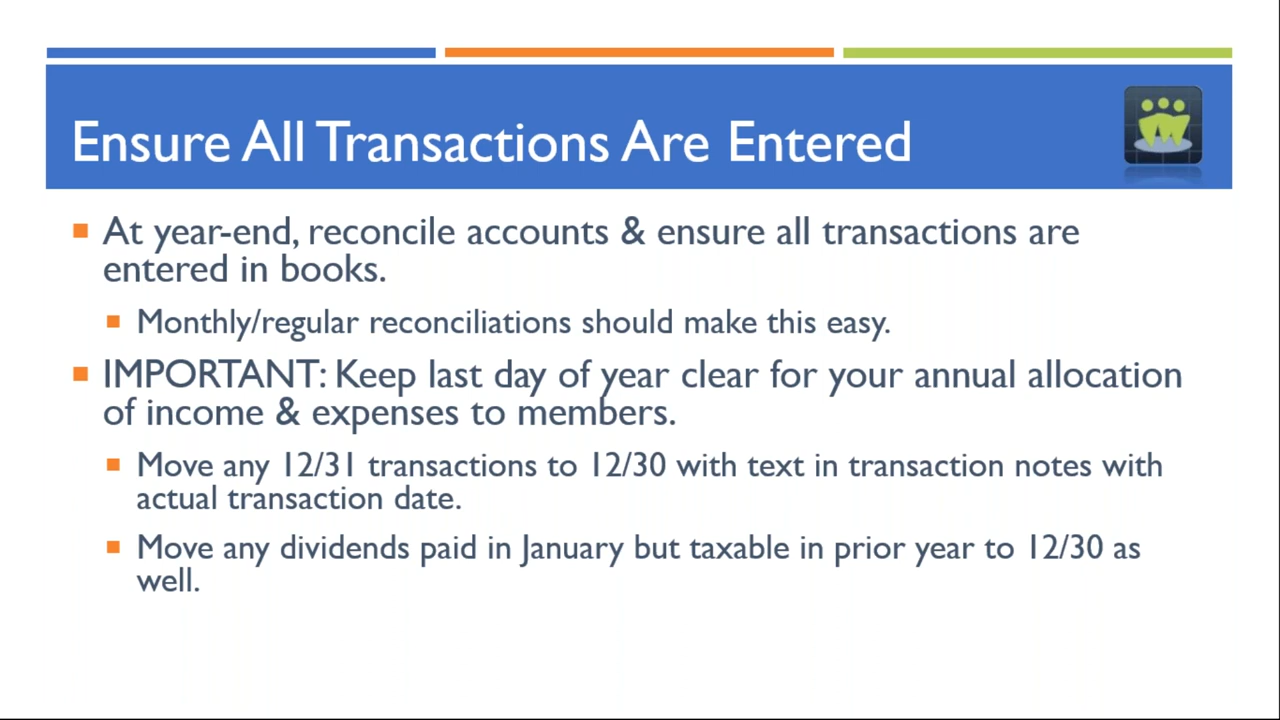 Ensure All Transactions Are Entered
At year-end, reconcile accounts & ensure all transactions are
entered in books.
Monthly/regular reconciliations should make this easy.
IMPORTANT: Keep last day of year clear for your annual allocation
of income & expenses to members.
Move any 12/31 transactions to 12/30 with text in transaction notes with
actual transaction date.
Move any dividends paid in January but taxable in prior year to 12/30 as
well.